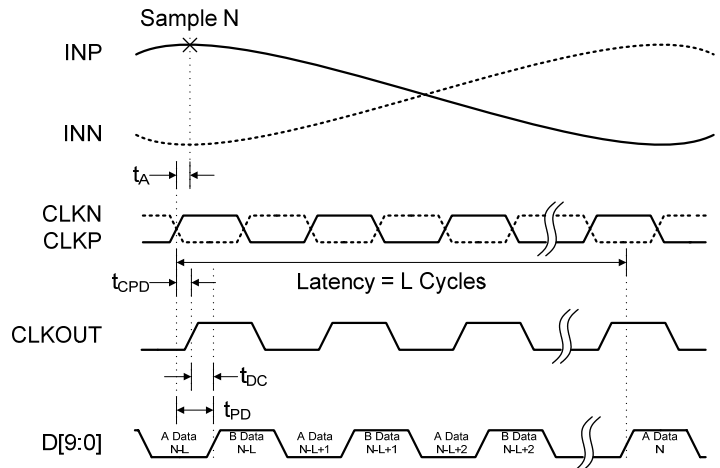 Sample N
INP
INN
tA
CLKN
CLKP
tCPD
Latency = L Cycles
CLKOUT
tDC
tPD
D[9:0]
A Data
N-L
B Data
N-L
A Data
N-L+1
B Data
N-L+1
A Data
N-L+2
B Data
N-L+2
A Data
N